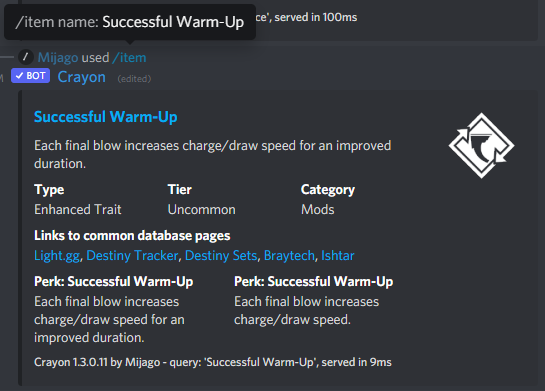 /item name: Successful Warm-Up
ce', served in 100ms
/ Mijago used /item
M ✓ BOT Crayon (edited)
Successful Warm-Up
Each final blow increases charge/draw speed for an improved
duration.
Type Tier Category
Enhanced Trait Uncommon Mods
Links to common database pages
Light.gg, Destiny Tracker, Destiny Sets, Braytech, Ishtar
Perk: Successful Warm-Up Perk: Successful Warm-Up
Each final blow increases Each final blow increases
charge/draw speed for an charge/draw speed.
improved duration.
Crayon 1.3.0.11 by Mijago - query: 'Successful Warm-Up', served in 9ms